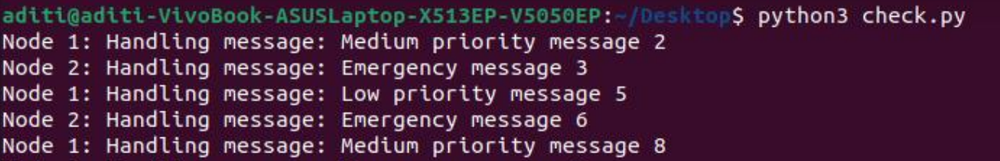 aditi@aditi-VivoBook-ASUSLaptop-X513EP-V5050EP:~/Desktop$ python3 check.py
Node 1: Handling message: Medium priority message 2
Node 2: Handling message: Emergency message 3
Node 1: Handling message: Low priority message 5
Node 2: Handling message: Emergency message 6
Node 1: Handling message: Medium priority message 8